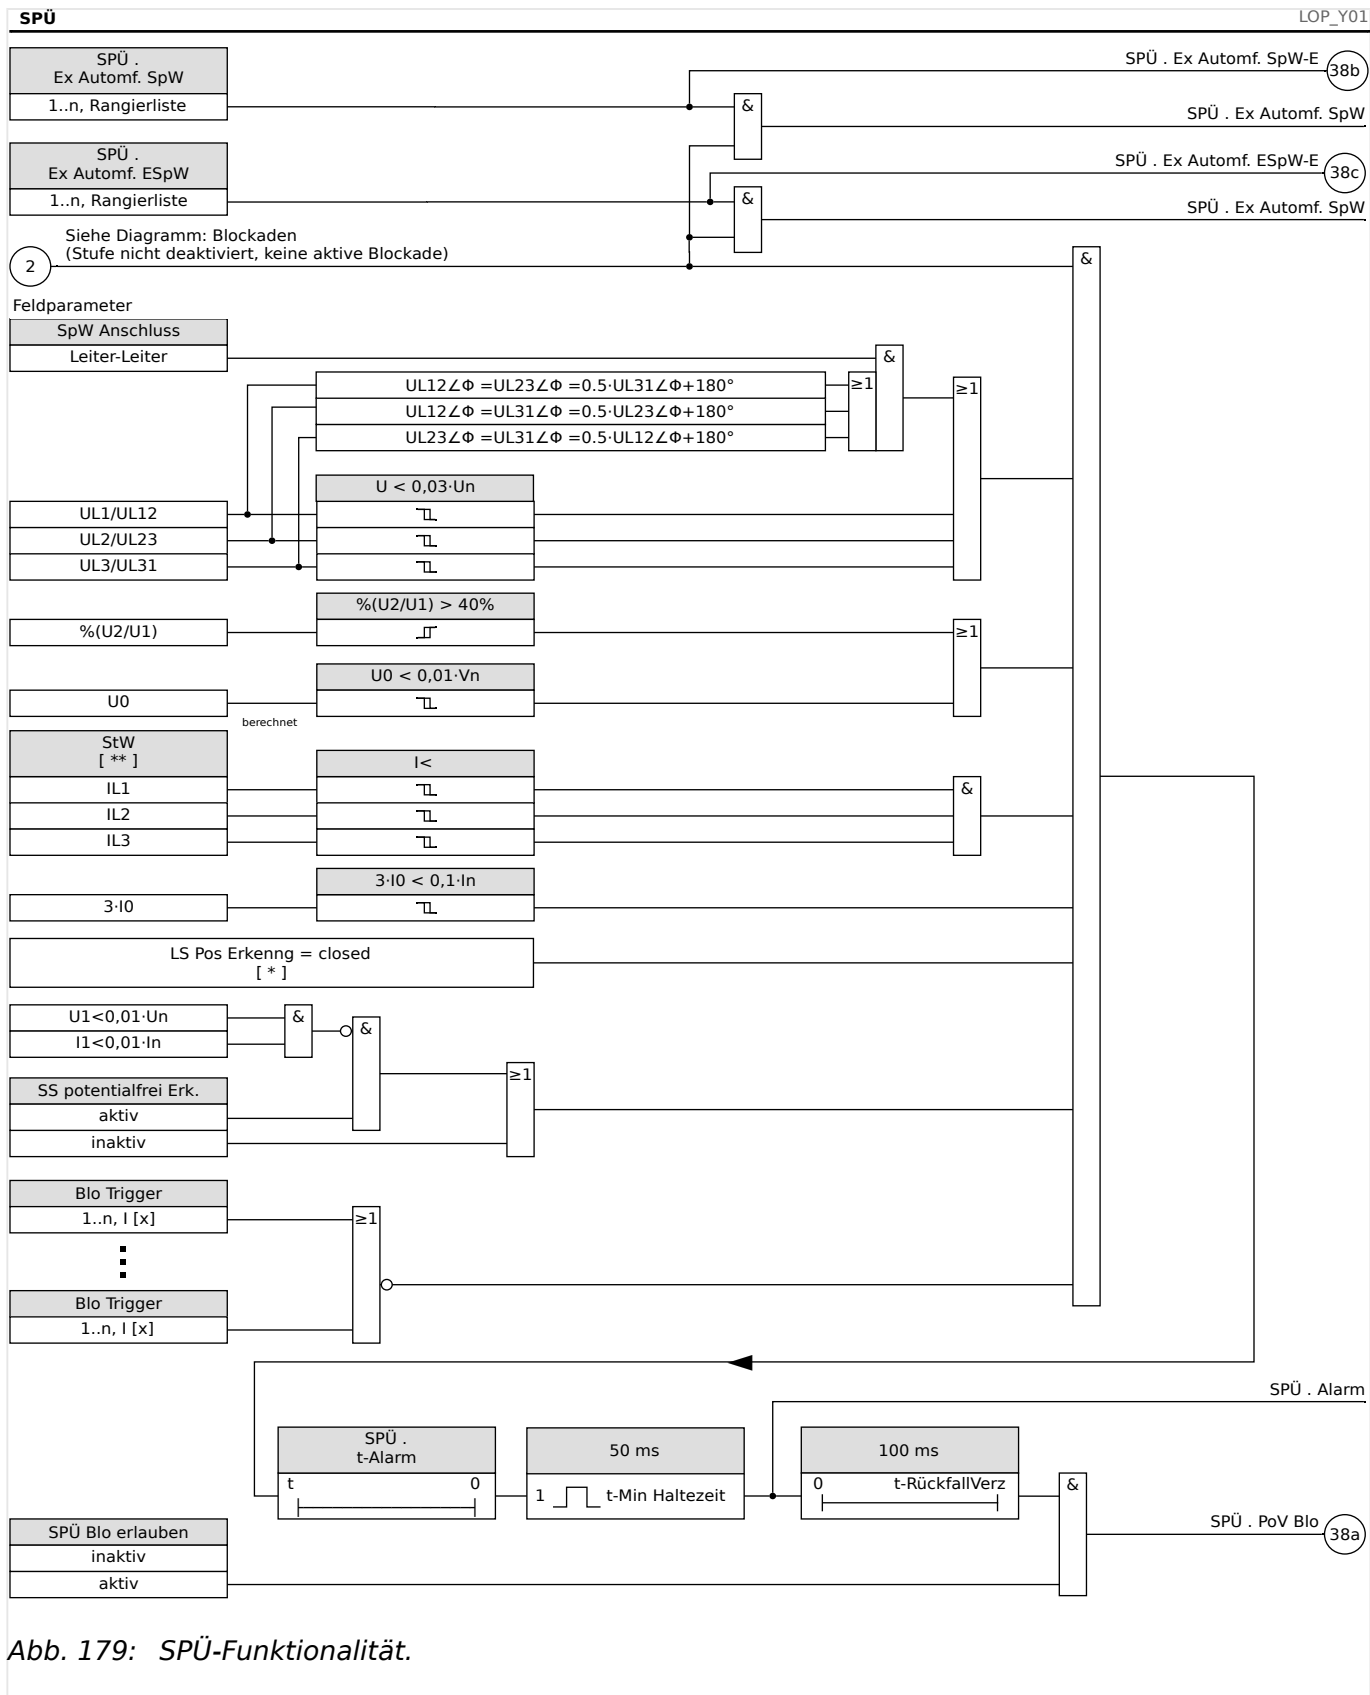 SPÜ
LOP_Y01
SPÜ .
Ex Automf. SpW
1..n, Rangierliste
SPÜ . Ex Automf. SpW-E
38b
&
SPÜ . Ex Automf. SpW
SPÜ .
Ex Automf. ESpW
1..n, Rangierliste
SPÜ . Ex Automf. ESpW-E
38c
&
SPÜ . Ex Automf. SpW
Siehe Diagramm: Blockaden
(Stufe nicht deaktiviert, keine aktive Blockade)
2
&
Feldparameter
SpW Anschluss
Leiter-Leiter
&
UL12∠Φ =UL23∠Φ =0.5·UL31∠Φ+180°
≥1
≥1
UL12∠Φ =UL31∠Φ =0.5·UL23∠Φ+180°
UL23∠Φ =UL31∠Φ =0.5·UL12∠Φ+180°
U < 0,03·Un
UL1/UL12
UL2/UL23
UL3/UL31
%(U2/U1) > 40%
%(U2/U1)
≥1
U0 < 0,01·Vn
U0
berechnet
StW
[ ** ]
I<
IL1
&
IL2
IL3
3·I0 < 0,1·In
3·I0
LS Pos Erkenng = closed
[ * ]
U1<0,01·Un
&
&
I1<0,01·In
≥1
SS potentialfrei Erk.
aktiv
inaktiv
Blo Trigger
1..n, I [x]
≥1
Blo Trigger
1..n, I [x]
SPÜ . Alarm
SPÜ .
t-Alarm
t 0
50 ms
1 t-Min Haltezeit
100 ms
0 t-RückfallVerz
&
SPÜ Blo erlauben
inaktiv
aktiv
SPÜ . PoV Blo
38a
Abb. 179: SPÜ-Funktionalität.